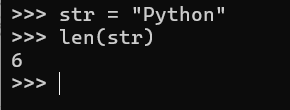 >>> str = "Python"
>>> len(str)
6
>>>